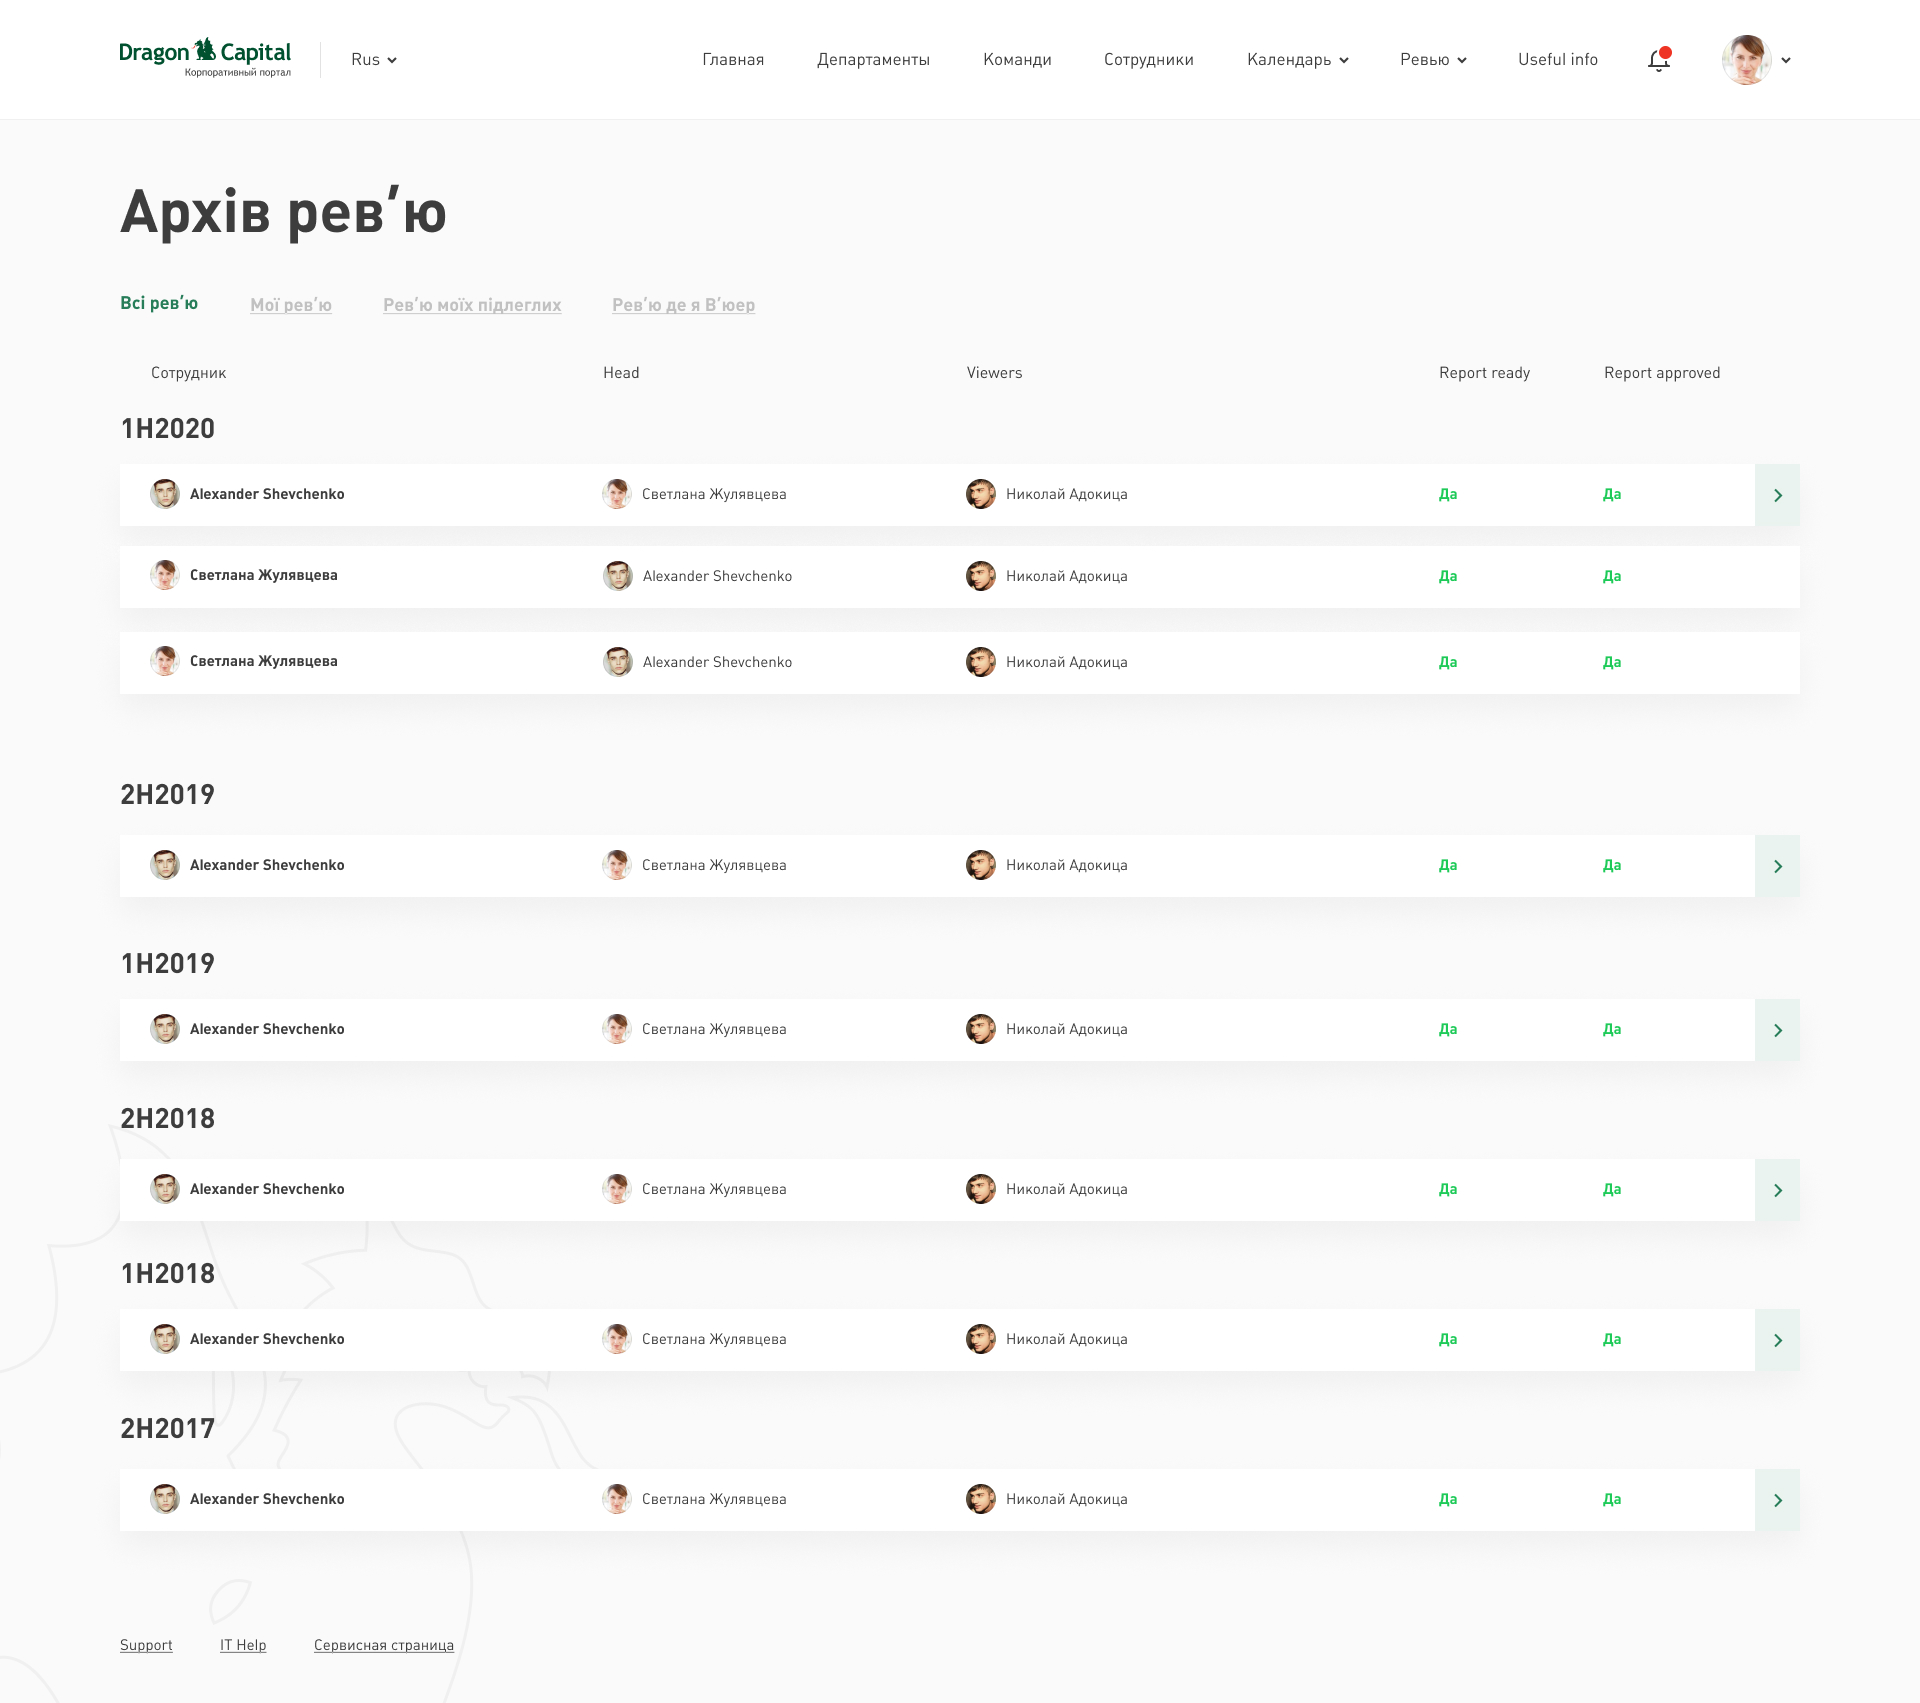 Dragon Capital
Корпоративный портал
Rus
Главная
Департаменты
Команди
Сотрудники
Календарь
Ревью
Useful info
Архів рев’ю
Всі рев’ю
Мої рев’ю
Рев’ю моїх підлеглих
Рев’ю де я В’юер
Сотрудник
Head
Viewers
Report ready
Report approved
1H2020
Alexander Shevchenko
Светлана Жулявцева
Николай Адокица
Да
Да
Светлана Жулявцева
Alexander Shevchenko
Николай Адокица
Да
Да
Светлана Жулявцева
Alexander Shevchenko
Николай Адокица
Да
Да
2H2019
Alexander Shevchenko
Светлана Жулявцева
Николай Адокица
Да
Да
1H2019
Alexander Shevchenko
Светлана Жулявцева
Николай Адокица
Да
Да
2H2018
Alexander Shevchenko
Светлана Жулявцева
Николай Адокица
Да
Да
1H2018
Alexander Shevchenko
Светлана Жулявцева
Николай Адокица
Да
Да
2H2017
Alexander Shevchenko
Светлана Жулявцева
Николай Адокица
Да
Да
Support
IT Help
Сервисная страница